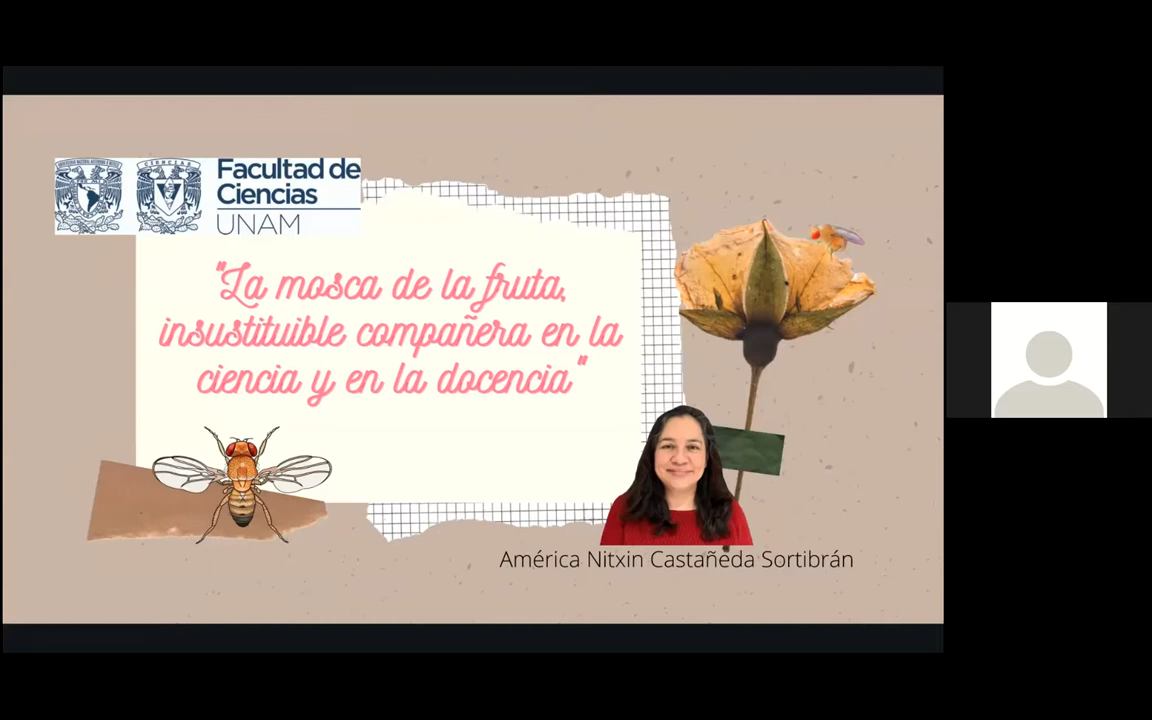 Facultad de
Ciencias
UNAM
"La mosca de la fruta,
insustituible compañera en la
ciencia y en la docencia"
América Nitxin Castañeda Sortibrán